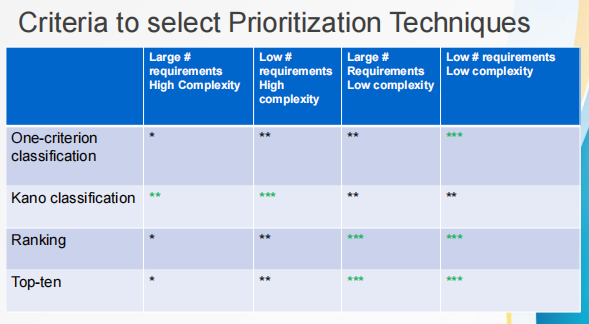 Criteria to select Prioritization Techniques
Large #
requirements
High Complexity
Low #
requirements
High
complexity
Large #
Requirements
Low complexity
Low # requirements
Low complexity
One-criterion
classification
* ** ** ***
Kano classification ** *** ** **
Ranking * ** *** ***
Top-ten * ** *** ***